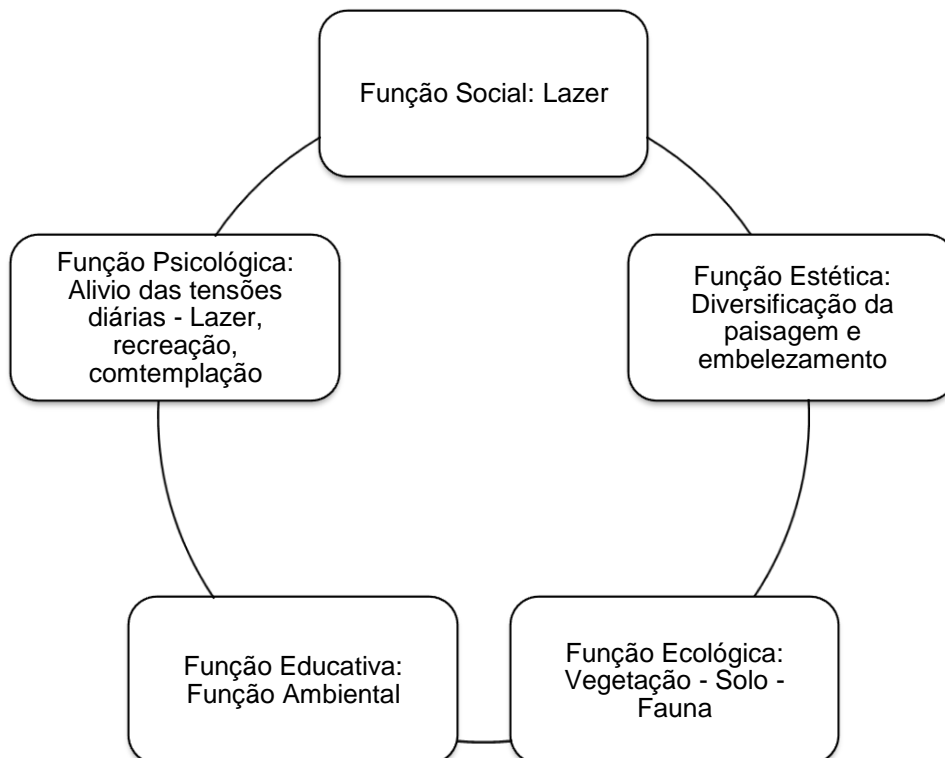 Função Social: Lazer
Função Psicológica:
Alivio das tensões
diárias - Lazer,
recreação,
comtemplação
Função Estética:
Diversificação da
paisagem e
embelezamento
Função Educativa:
Função Ambiental
Função Ecológica:
Vegetação - Solo -
Fauna